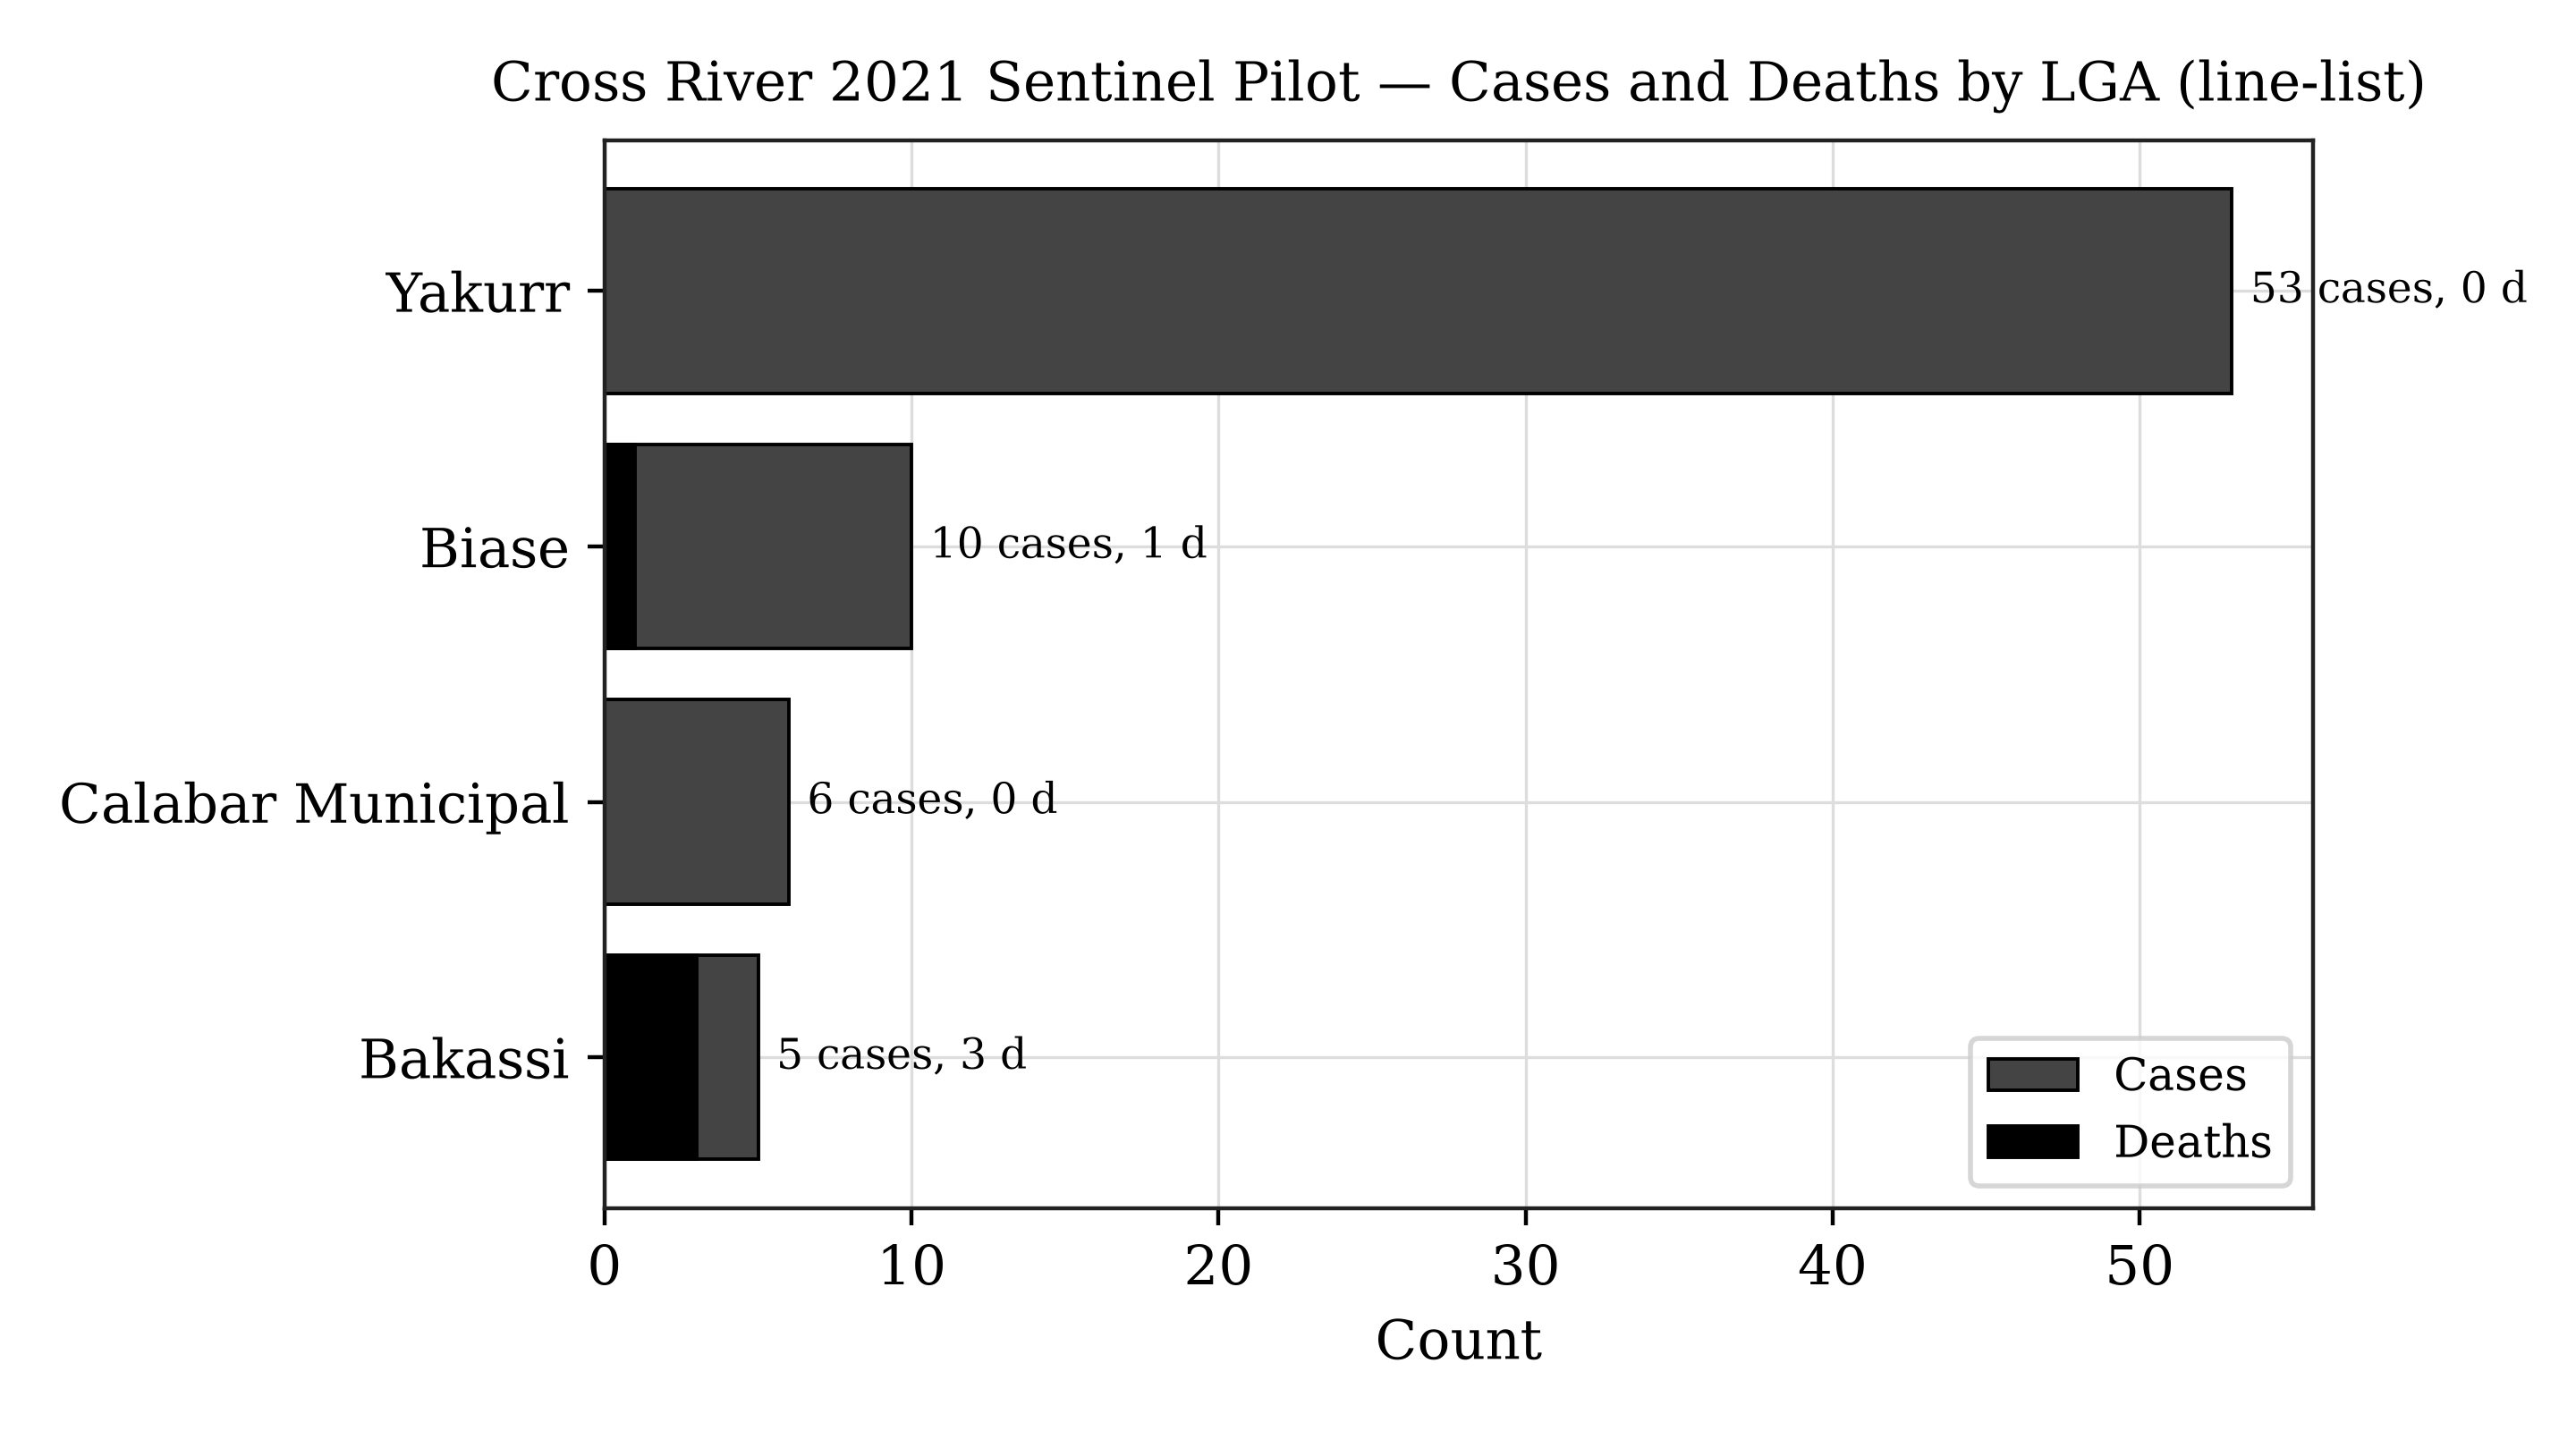 Cross River 2021 Sentinel Pilot — Cases and Deaths by LGA (line-list)
Yakurr
53 cases, 0 d
Biase
10 cases, 1 d
Calabar Municipal
6 cases, 0 d
Bakassi
5 cases, 3 d
Cases
Deaths
0 10 20 30 40 50
Count